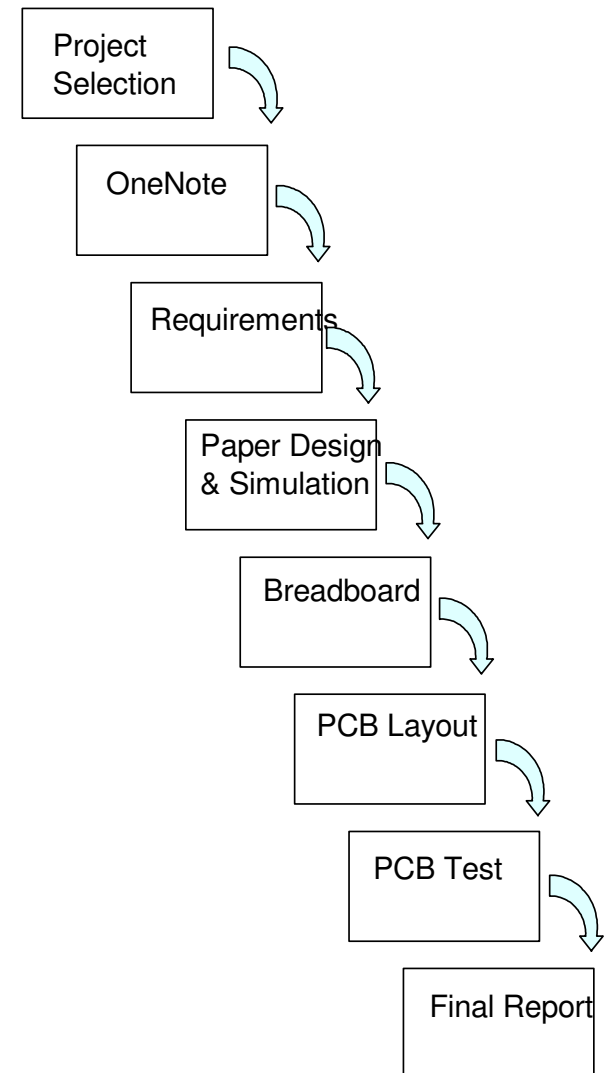 Project
Selection
OneNote
Requirements
Paper Design
& Simulation
Breadboard
PCB Layout
PCB Test
Final Report